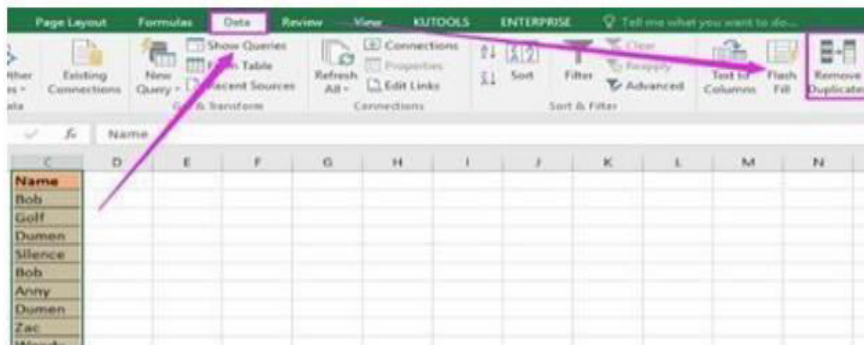 Page Layout Formulas Data Review View KUTOOLS ENTERPRISE Tell me what you want to do...
Show Queries Connections Clear
Table Properties Reapply
Existing Connections New Query Recent Sources Refresh All Edit Links Sort Filter Advanced Text to Columns Flash Fill Remove Duplicates
Transform Connections Sort & Filter
fx Name
C D E F G H I J K L M N
Name
Bob
Golf
Dumen
Silence
Bob
Anny
Dumen
Zac